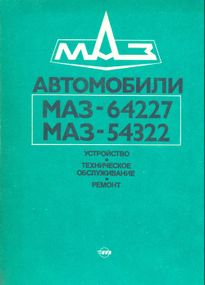 МАЗ
АВТОМОБИЛИ
МАЗ-64227
МАЗ-54322
УСТРОЙСТВО
•
ТЕХНИЧЕСКОЕ
ОБСЛУЖИВАНИЕ
•
РЕМОНТ